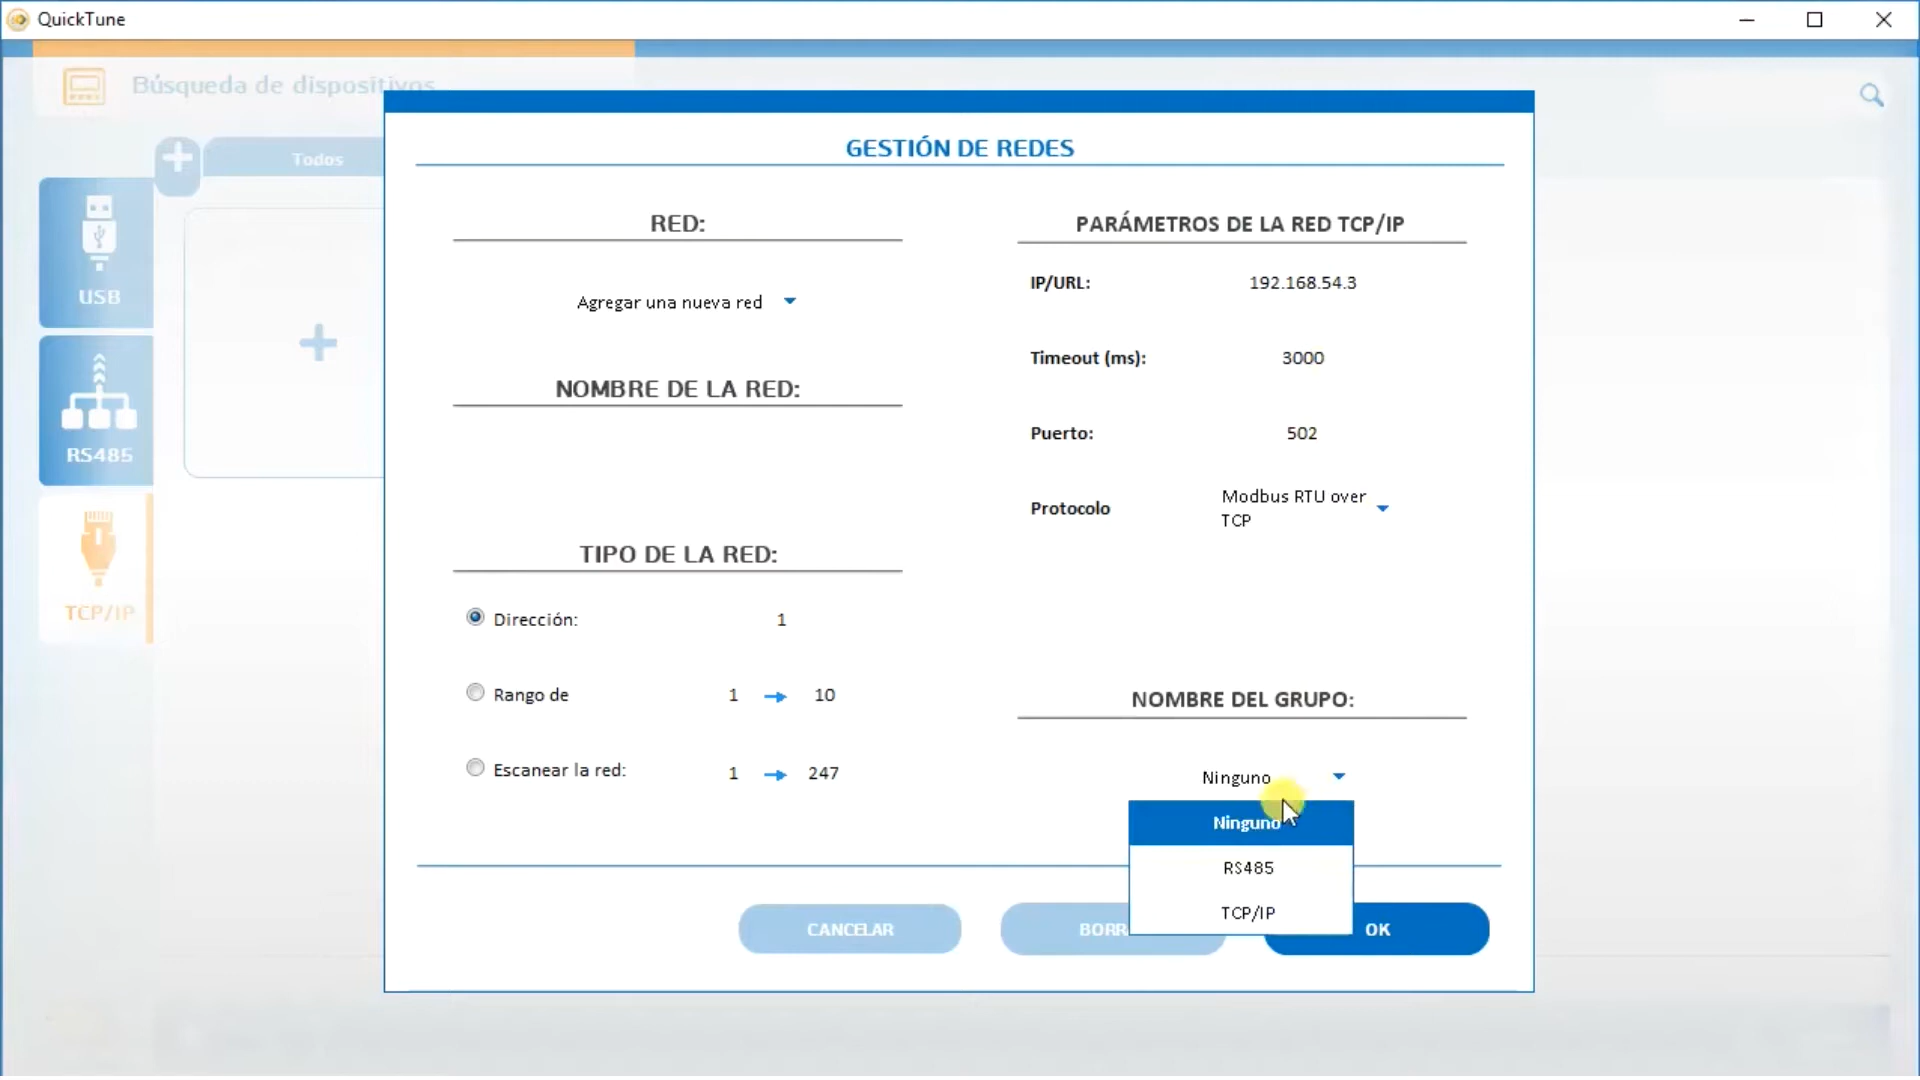 QuickTune
Búsqueda de dispositivos
Todos
USB
RS485
TCP/IP
GESTIÓN DE REDES
RED:
Agregar una nueva red
NOMBRE DE LA RED:
TIPO DE LA RED:
Dirección: 1
Rango de 1 10
Escanear la red: 1 247
PARÁMETROS DE LA RED TCP/IP
IP/URL: 192.168.54.3
Timeout (ms): 3000
Puerto: 502
Protocolo Modbus RTU over
TCP
NOMBRE DEL GRUPO:
Ninguno
Ninguno
RS485
TCP/IP
CANCELAR
BORR
OK